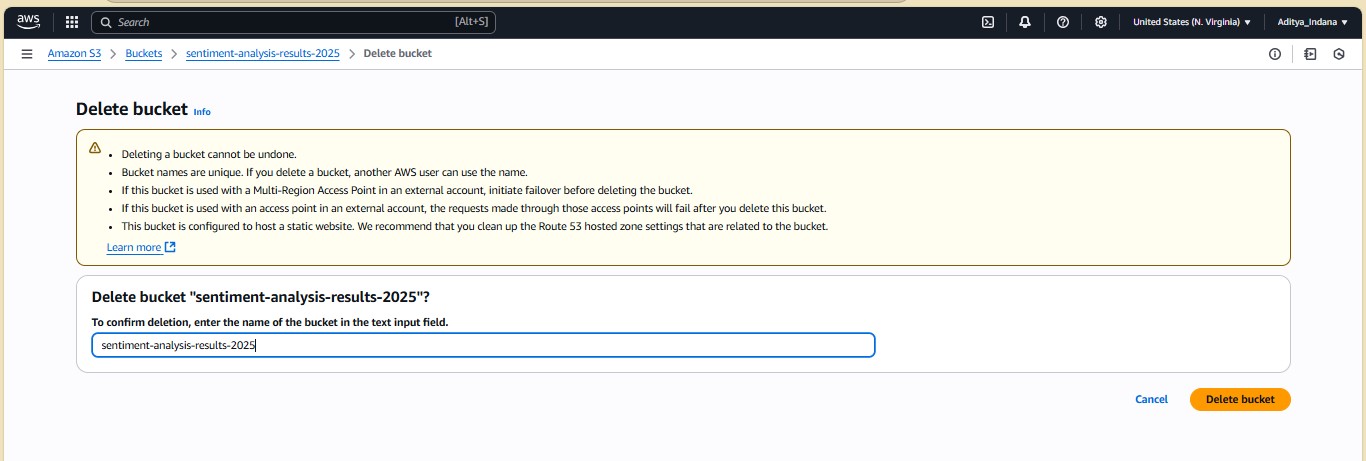 aws
Search [Alt+S] United States (N. Virginia) ▼ Aditya_Indana ▼
Amazon S3 > Buckets > sentiment-analysis-results-2025 > Delete bucket
Delete bucket Info
• Deleting a bucket cannot be undone.
• Bucket names are unique. If you delete a bucket, another AWS user can use the name.
• If this bucket is used with a Multi-Region Access Point in an external account, initiate failover before deleting the bucket.
• If this bucket is used with an access point in an external account, the requests made through those access points will fail after you delete this bucket.
• This bucket is configured to host a static website. We recommend that you clean up the Route 53 hosted zone settings that are related to the bucket.
Learn more
Delete bucket "sentiment-analysis-results-2025"?
To confirm deletion, enter the name of the bucket in the text input field.
sentiment-analysis-results-2025
Cancel Delete bucket